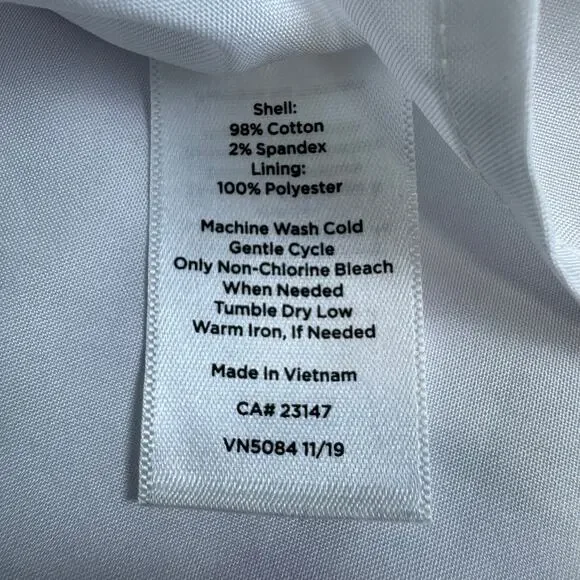 Shell:
98% Cotton
2% Spandex
Lining:
100% Polyester
Machine Wash Cold
Gentle Cycle
Only Non-Chlorine Bleach
When Needed
Tumble Dry Low
Warm Iron, If Needed
Made In Vietnam
CA# 23147
VN5084 11/19